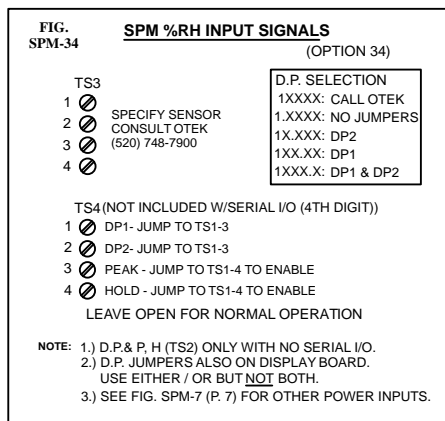 FIG.
SPM-34
SPM %RH INPUT SIGNALS
(OPTION 34)
TS3
1
2
3
4
SPECIFY SENSOR
CONSULT OTEK
(520) 748-7900
D.P. SELECTION
1XXXX: CALL OTEK
1.XXXX: NO JUMPERS
1X.XXX: DP2
1XX.XX: DP1
1XXX.X: DP1 & DP2
TS4 (NOT INCLUDED W/SERIAL I/O (4TH DIGIT))
1 DP1- JUMP TO TS1-3
2 DP2- JUMP TO TS1-3
3 PEAK - JUMP TO TS1-4 TO ENABLE
4 HOLD - JUMP TO TS1-4 TO ENABLE
LEAVE OPEN FOR NORMAL OPERATION
NOTE: 1.) D.P.& P, H (TS2) ONLY WITH NO SERIAL I/O.
2.) D.P. JUMPERS ALSO ON DISPLAY BOARD.
USE EITHER / OR BUT NOT BOTH.
3.) SEE FIG. SPM-7 (P. 7) FOR OTHER POWER INPUTS.